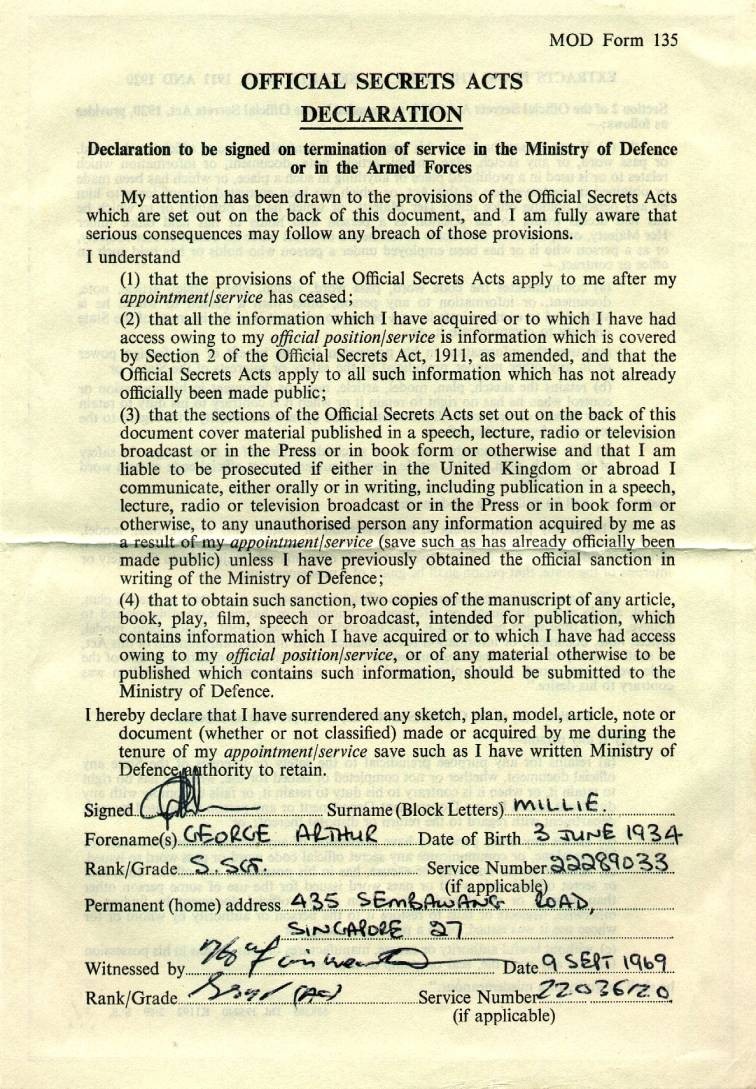 MOD Form 135
OFFICIAL SECRETS ACTS
DECLARATION
Declaration to be signed on termination of service in the Ministry of Defence
or in the Armed Forces
My attention has been drawn to the provisions of the Official Secrets Acts
which are set out on the back of this document, and I am fully aware that
serious consequences may follow any breach of those provisions.
I understand
(1) that the provisions of the Official Secrets Acts apply to me after my
appointment/service has ceased;
(2) that all the information which I have acquired or to which I have had
access owing to my official position/service is information which is covered
by Section 2 of the Official Secrets Act, 1911, as amended, and that the
Official Secrets Acts apply to all such information which has not already
officially been made public;
(3) that the sections of the Official Secrets Acts set out on the back of this
document cover material published in a speech, lecture, radio or television
broadcast or in the Press or in book form or otherwise and that I am
liable to be prosecuted if either in the United Kingdom or abroad I
communicate, either orally or in writing, including publication in a speech,
lecture, radio or television broadcast or in the Press or in book form or
otherwise, to any unauthorised person any information acquired by me as
a result of my appointment/service (save such as has already officially been
made public) unless I have previously obtained the official sanction in
writing of the Ministry of Defence;
(4) that to obtain such sanction, two copies of the manuscript of any article,
book, play, film, speech or broadcast, intended for publication, which
contains information which I have acquired or to which I have had access
owing to my official position/service, or of any material otherwise to be
published which contains such information, should be submitted to the
Ministry of Defence.
I hereby declare that I have surrendered any sketch, plan, model, article, note or
document (whether or not classified) made or acquired by me during the
tenure of my appointment/service save such as I have written Ministry of
Defence authority to retain.
Signed Surname (Block Letters) MILLIE.
Forename(s) GEORGE ARTHUR Date of Birth 3 JUNE 1934
Rank/Grade S.SGT. Service Number 22289033
(if applicable)
Permanent (home) address 435 SEMBAWANG ROAD,
SINGAPORE 27
Witnessed by Date 9 SEPT 1969
Rank/Grade Service Number 22036120
(if applicable)